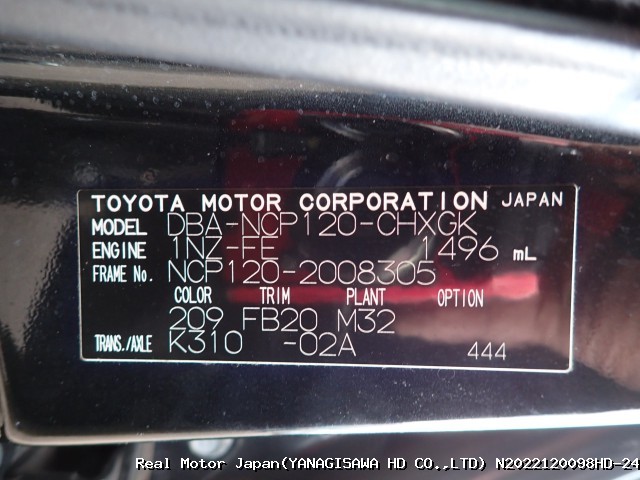 TOYOTA MOTOR CORPORATION JAPAN
MODEL DBA-NCP120-CHXGK
ENGINE 1NZ-FE 1496 mL
FRAME No. NCP120-2008305
COLOR TRIM PLANT OPTION
209 FB20 M32
TRANS./AXLE K310 -02A 444
Real Motor Japan(YANAGISAWA HD CO.,LTD) N2022120098HD-24